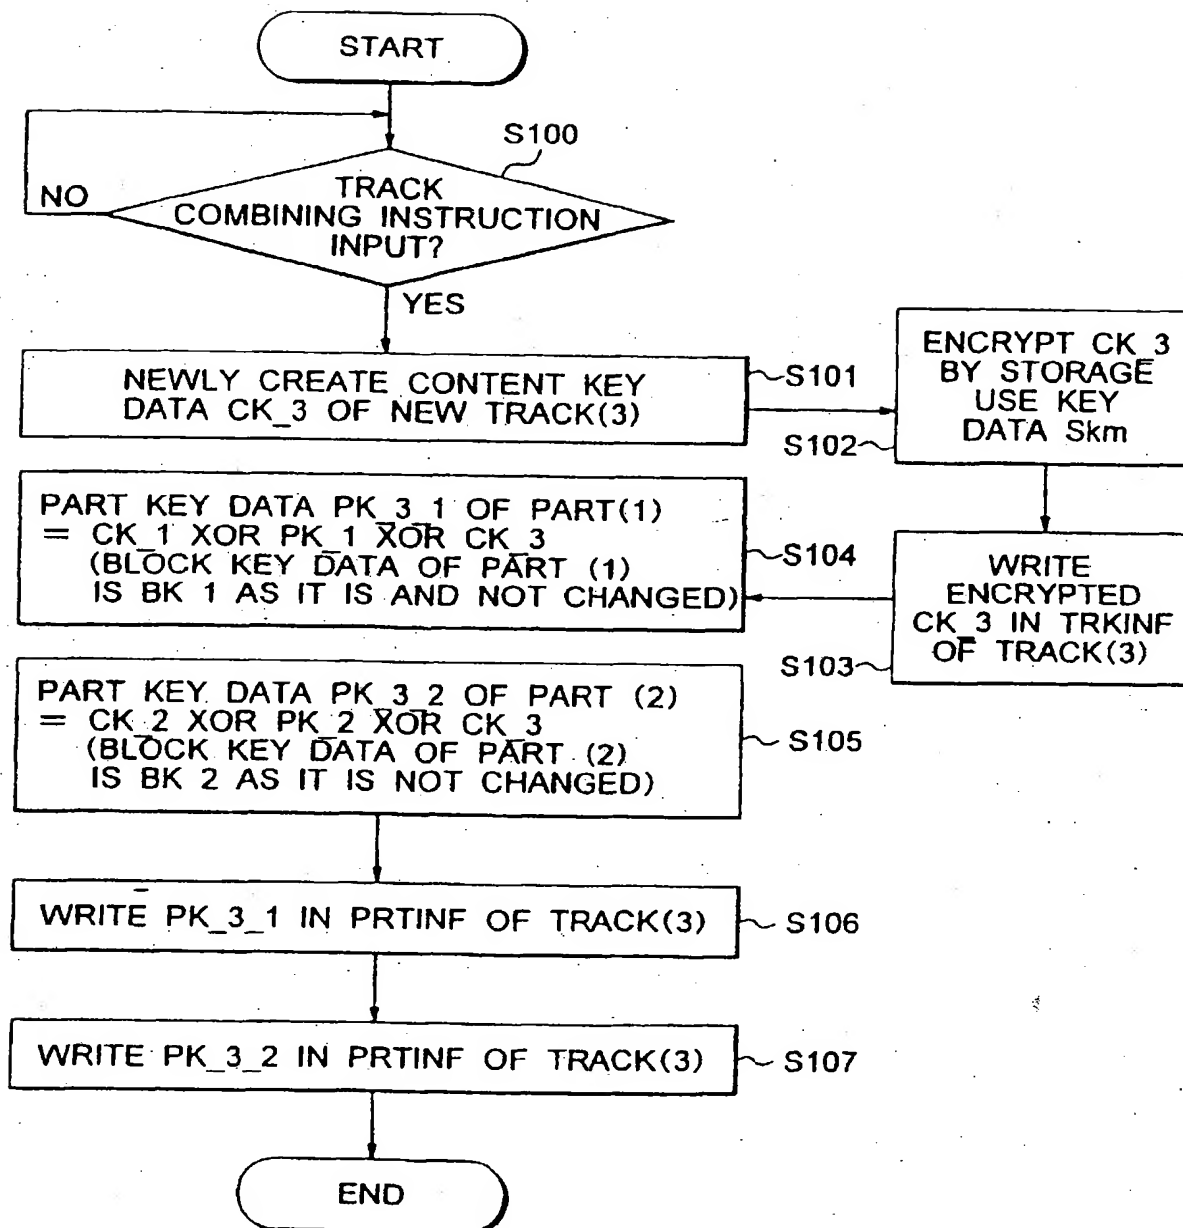 START
S100
NO
TRACK
COMBINING INSTRUCTION
INPUT?
YES
NEWLY CREATE CONTENT KEY
DATA CK_3 OF NEW TRACK(3)
S101
ENCRYPT CK_3
BY STORAGE
USE KEY
DATA Skm
S102
WRITE
ENCRYPTED
CK_3 IN TRKINF
OF TRACK(3)
S103
PART KEY DATA PK_3_1 OF PART(1)
= CK_1 XOR PK_1 XOR CK_3
(BLOCK KEY DATA OF PART (1)
IS BK 1 AS IT IS AND NOT CHANGED)
S104
PART KEY DATA PK_3_2 OF PART (2)
= CK_2 XOR PK_2 XOR CK_3
(BLOCK KEY DATA OF PART (2)
IS BK 2 AS IT IS NOT CHANGED)
S105
WRITE PK_3_1 IN PRTINF OF TRACK(3)
S106
WRITE PK_3_2 IN PRTINF OF TRACK(3)
S107
END